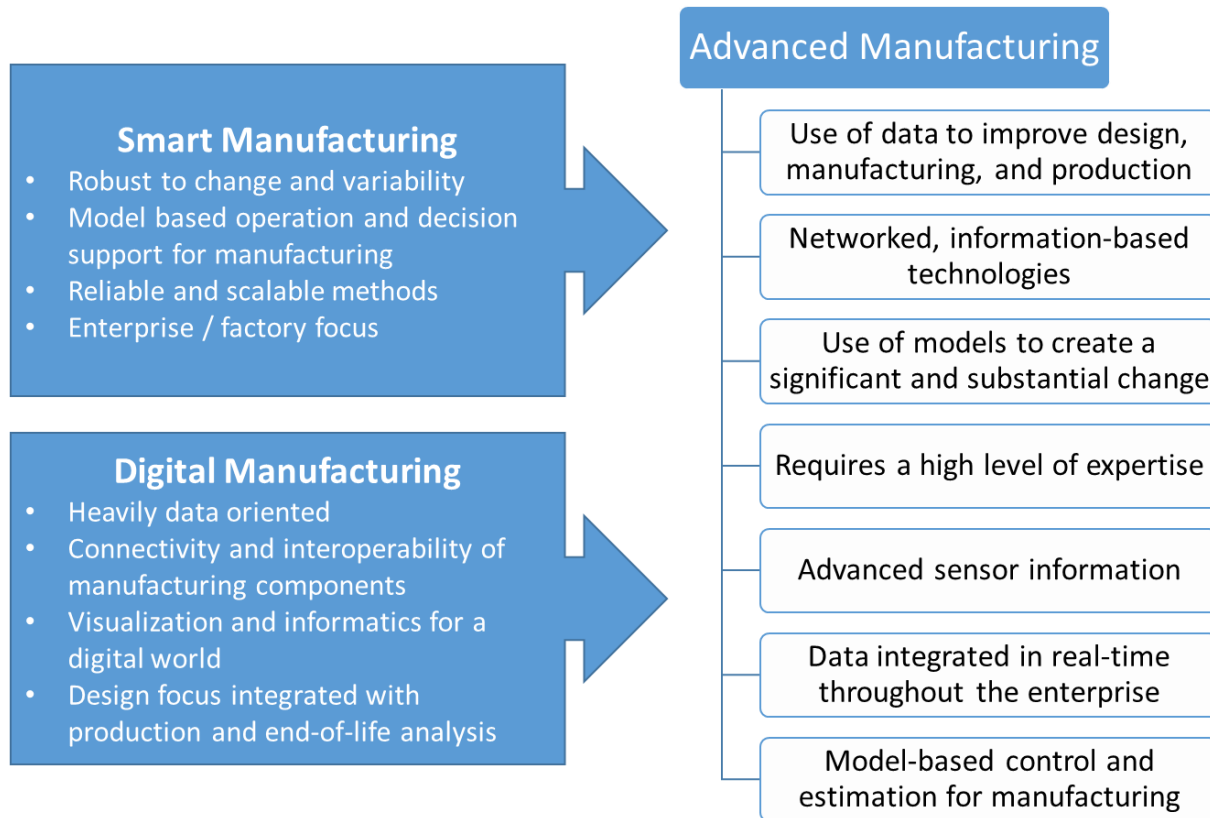 Smart Manufacturing
• Robust to change and variability
• Model based operation and decision
support for manufacturing
• Reliable and scalable methods
• Enterprise / factory focus
Digital Manufacturing
• Heavily data oriented
• Connectivity and interoperability of
manufacturing components
• Visualization and informatics for a
digital world
• Design focus integrated with
production and end-of-life analysis
Advanced Manufacturing
Use of data to improve design,
manufacturing, and production
Networked, information-based
technologies
Use of models to create a
significant and substantial change
Requires a high level of expertise
Advanced sensor information
Data integrated in real-time
throughout the enterprise
Model-based control and
estimation for manufacturing